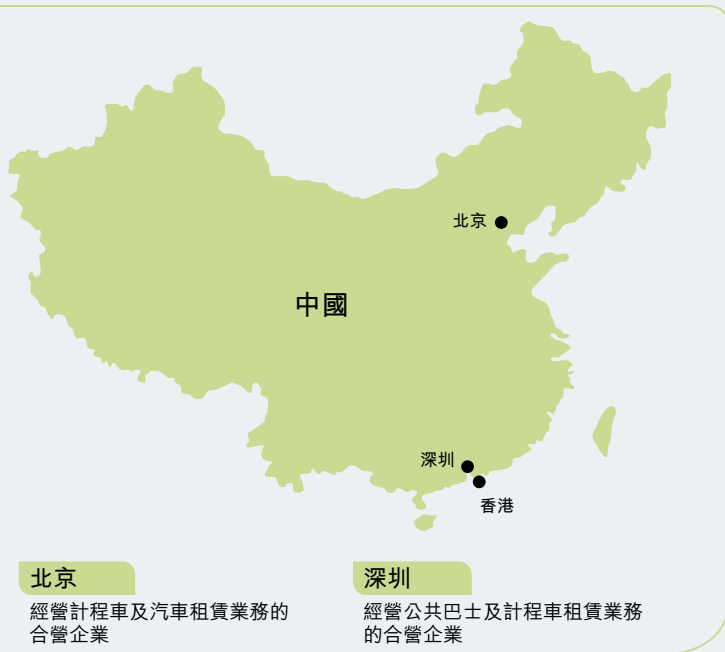 北京
中國
深圳
香港
北京
經營計程車及汽車租賃業務的
合營企業
深圳
經營公共巴士及計程車租賃業務
的合營企業